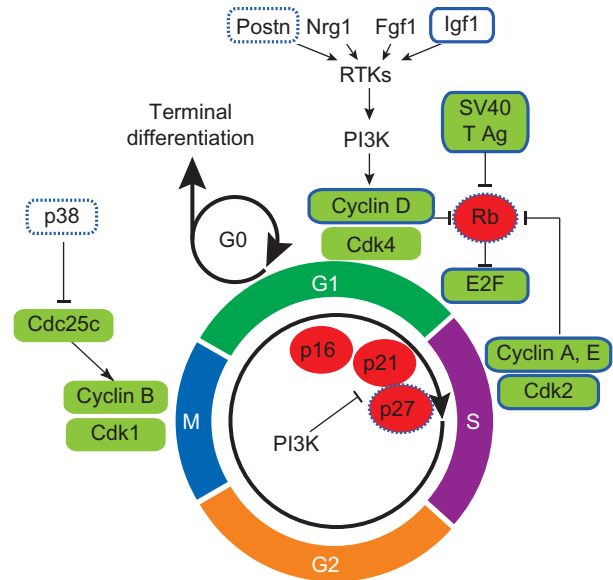 Postn Nrg1 Fgf1 Igf1
RTKs
SV40
T Ag
Terminal
differentiation
PI3K
p38
Cyclin D
Rb
G0
Cdk4
G1
E2F
Cdc25c
p16
p21
Cyclin A, E
Cyclin B
p27
Cdk2
Cdk1
M
S
PI3K
G2